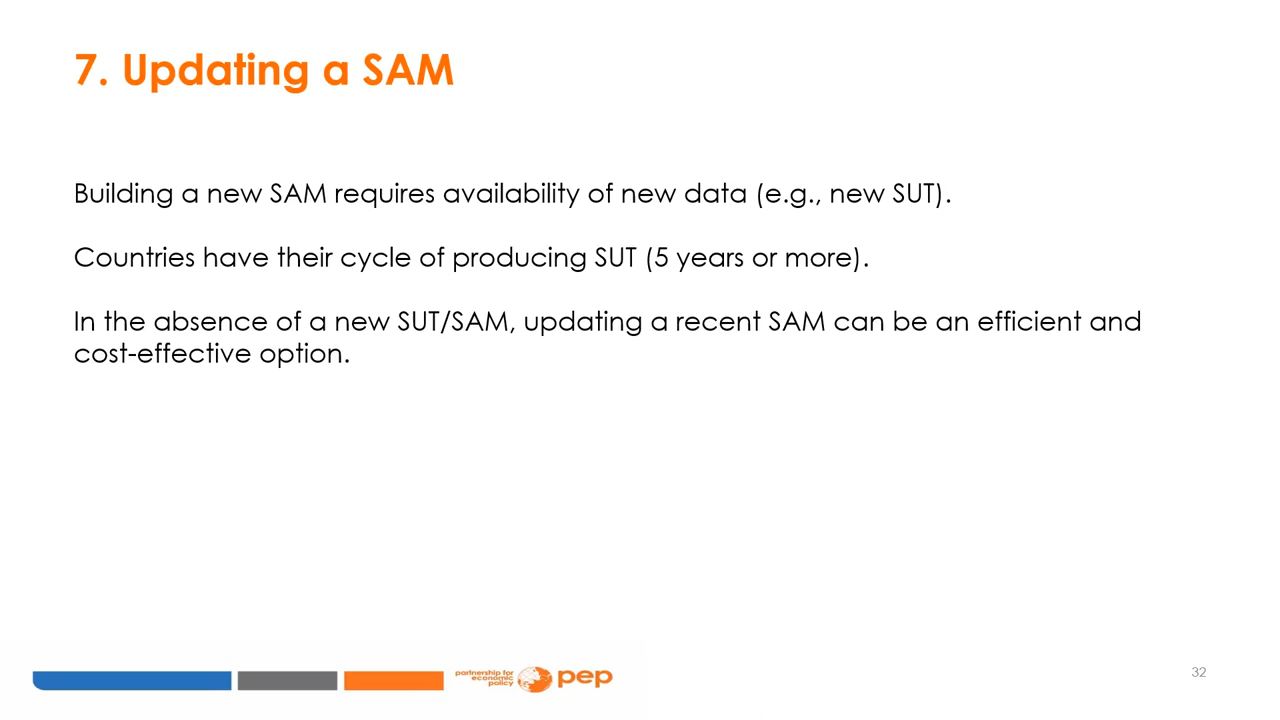 7. Updating a SAM
Building a new SAM requires availability of new data (e.g., new SUT).
Countries have their cycle of producing SUT (5 years or more).
In the absence of a new SUT/SAM, updating a recent SAM can be an efficient and
cost-effective option.
partnership for
economic
policy
pep
32